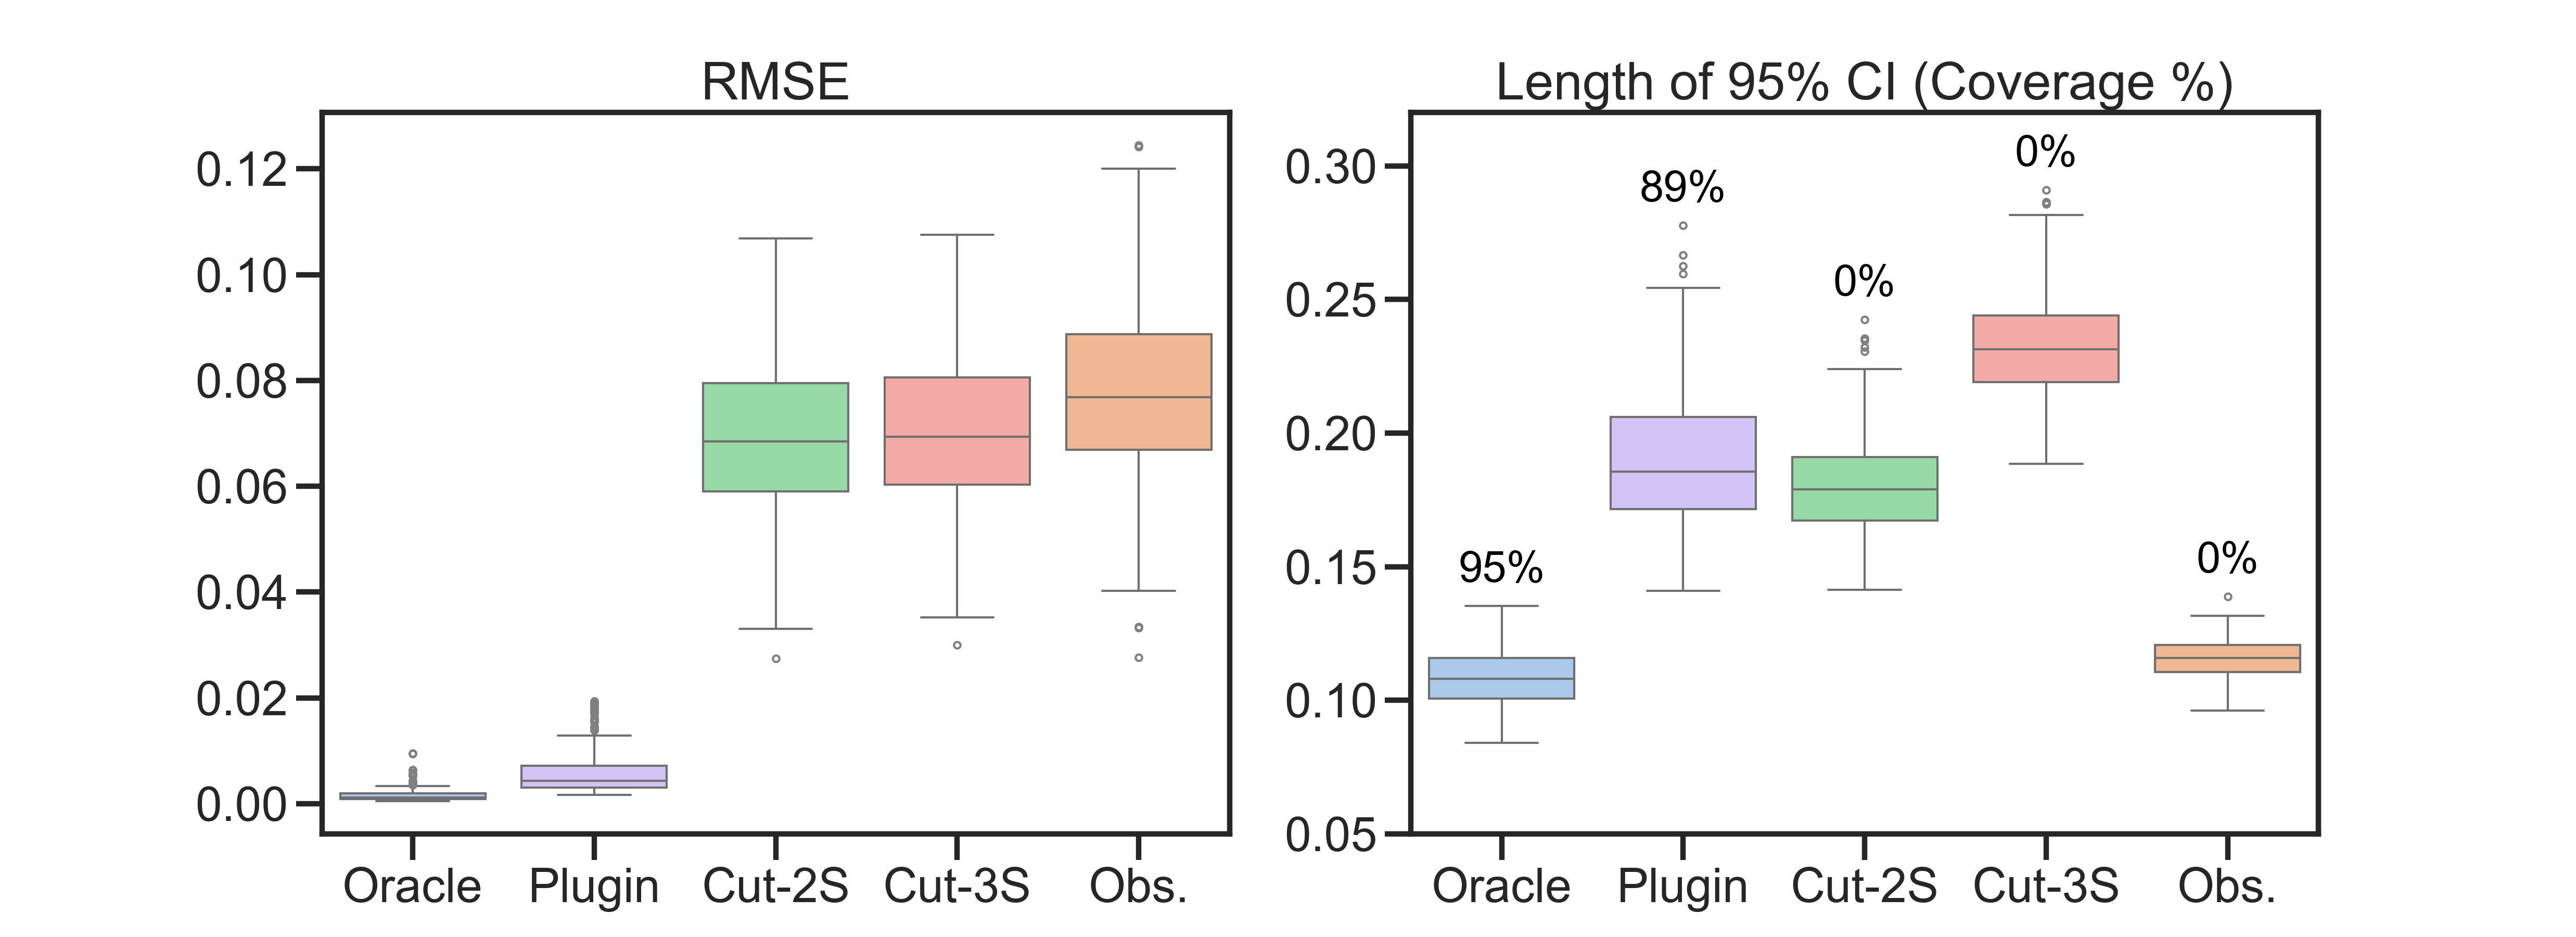 RMSE
0.12
0.10
0.08
0.06
0.04
0.02
0.00
Oracle
Plugin
Cut-2S
Cut-3S
Obs.
Length of 95% CI (Coverage %)
0.30
0.25
0.20
0.15
0.10
0.05
95%
89%
0%
0%
0%
Oracle
Plugin
Cut-2S
Cut-3S
Obs.